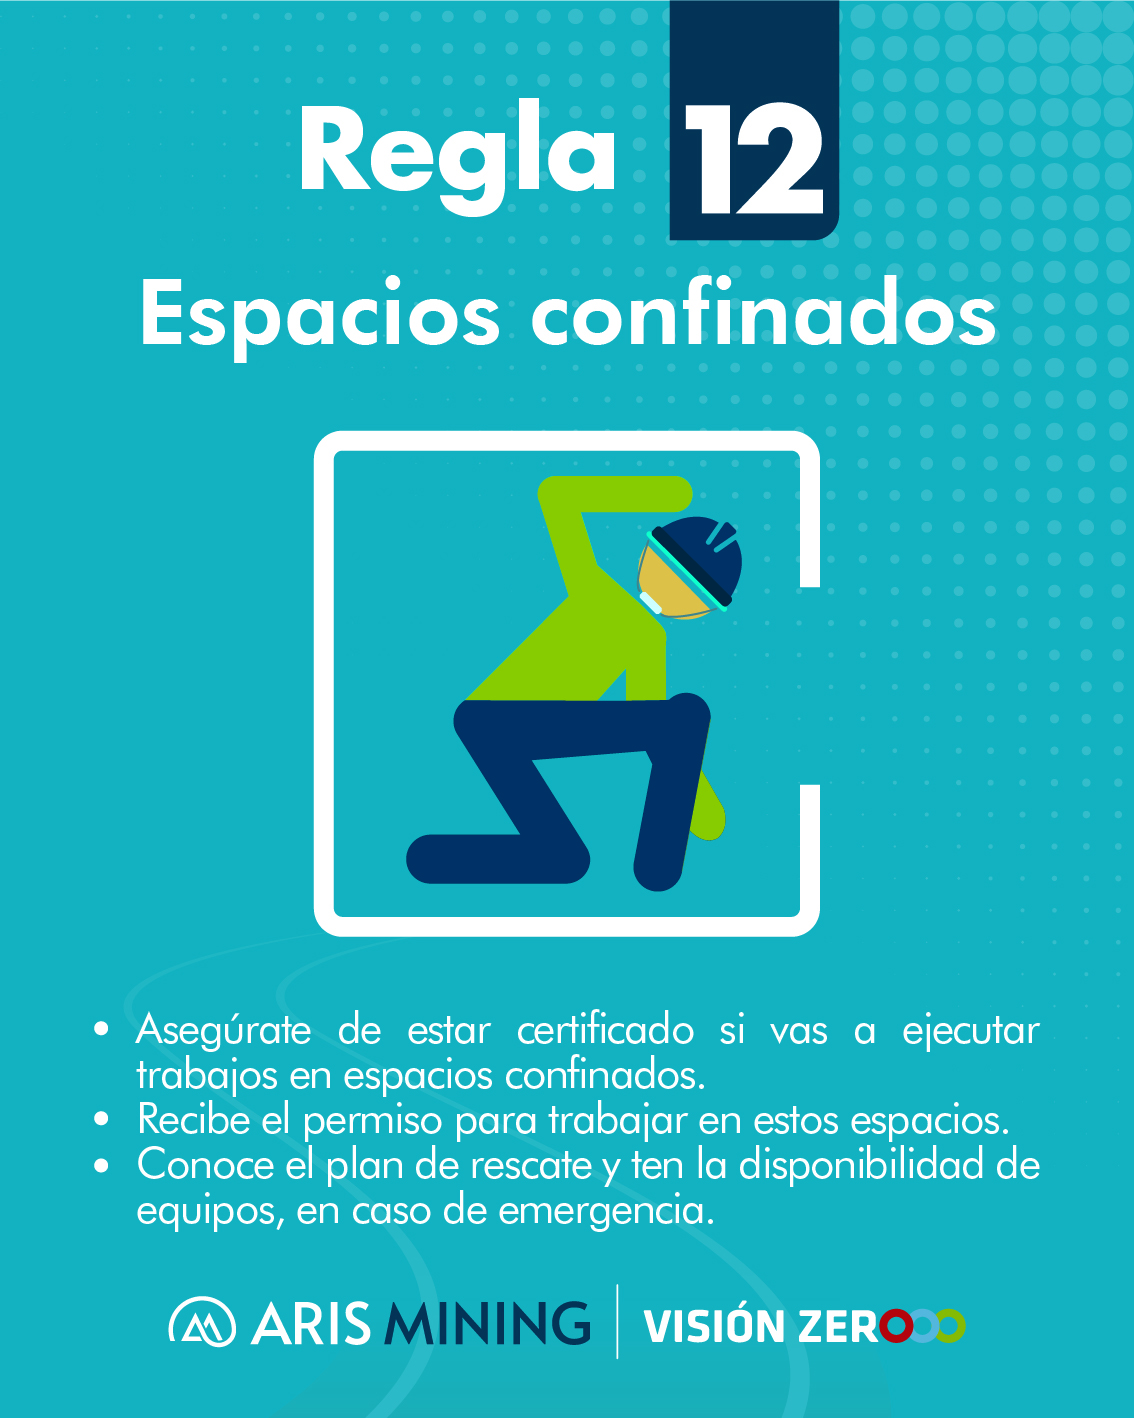 Regla 12
Espacios confinados
• Asegúrate de estar certificado si vas a ejecutar
trabajos en espacios confinados.
• Recibe el permiso para trabajar en estos espacios.
• Conoce el plan de rescate y ten la disponibilidad de
equipos, en caso de emergencia.
ARIS MINING | VISIÓN ZERO